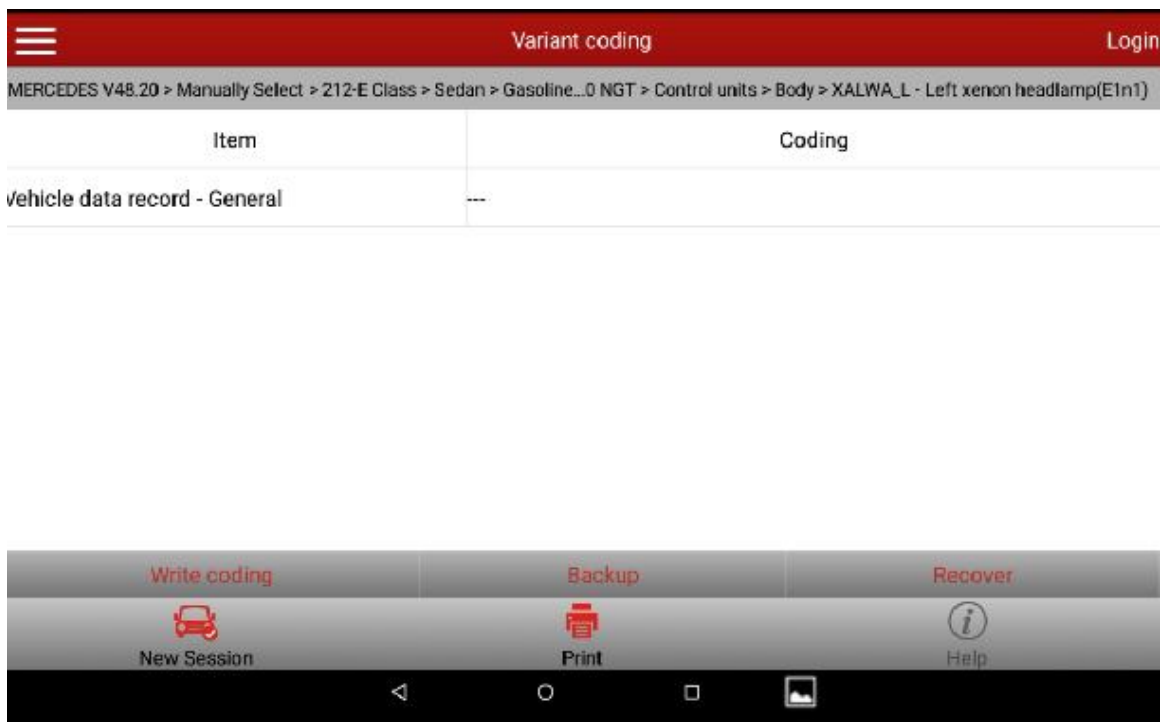 Variant coding
Login
MERCEDES V48.20 > Manually Select > 212-E Class > Sedan > Gasoline...0 NGT > Control units > Body > XALWA_L - Left xenon headlamp(E1n1)
Item
Coding
Vehicle data record - General
---
Write coding
Backup
Recover
New Session
Print
Help